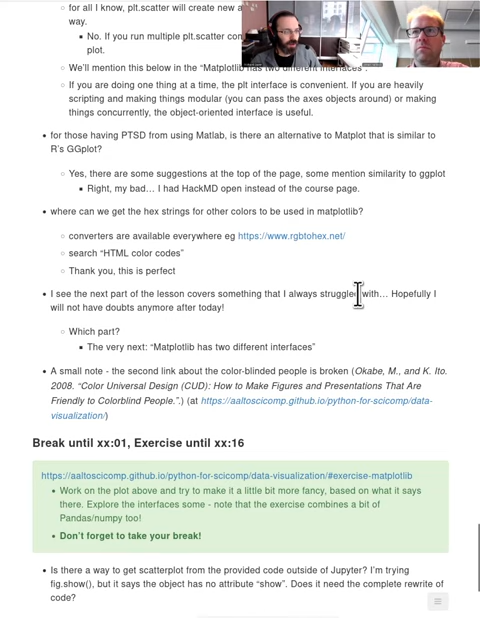 for all I know, plt.scatter will create new a
way.
No. If you run multiple plt.scatter con
plot.
We'll mention this below in the "Matplotlib has two different interfaces".
If you are doing one thing at a time, the plt interface is convenient. If you are heavily
scripting and making things modular (you can pass the axes objects around) or making
things concurrently, the object-oriented interface is useful.
for those having PTSD from using Matlab, is there an alternative to Matplot that is similar to
R's GGplot?
Yes, there are some suggestions at the top of the page, some mention similarity to ggplot
Right, my bad… I had HackMD open instead of the course page.
where can we get the hex strings for other colors to be used in matplotlib?
converters are available everywhere eg https://www.rgbtohex.net/
search "HTML color codes"
Thank you, this is perfect
I see the next part of the lesson covers something that I always struggled with… Hopefully I
will not have doubts anymore after today!
Which part?
The very next: "Matplotlib has two different interfaces"
A small note - the second link about the color-blinded people is broken (Okabe, M., and K. Ito.
2008. "Color Universal Design (CUD): How to Make Figures and Presentations That Are
Friendly to Colorblind People.".) (at https://aaltoscicomp.github.io/python-for-scicomp/data-
visualization/)
Break until xx:01, Exercise until xx:16
https://aaltoscicomp.github.io/python-for-scicomp/data-visualization/#exercise-matplotlib
Work on the plot above and try to make it a little bit more fancy, based on what it says
there. Explore the interfaces some - note that the exercise combines a bit of
Pandas/numpy too!
Don't forget to take your break!
Is there a way to get scatterplot from the provided code outside of Jupyter? I'm trying
fig.show(), but it says the object has no attribute "show". Does it need the complete rewrite of
code?